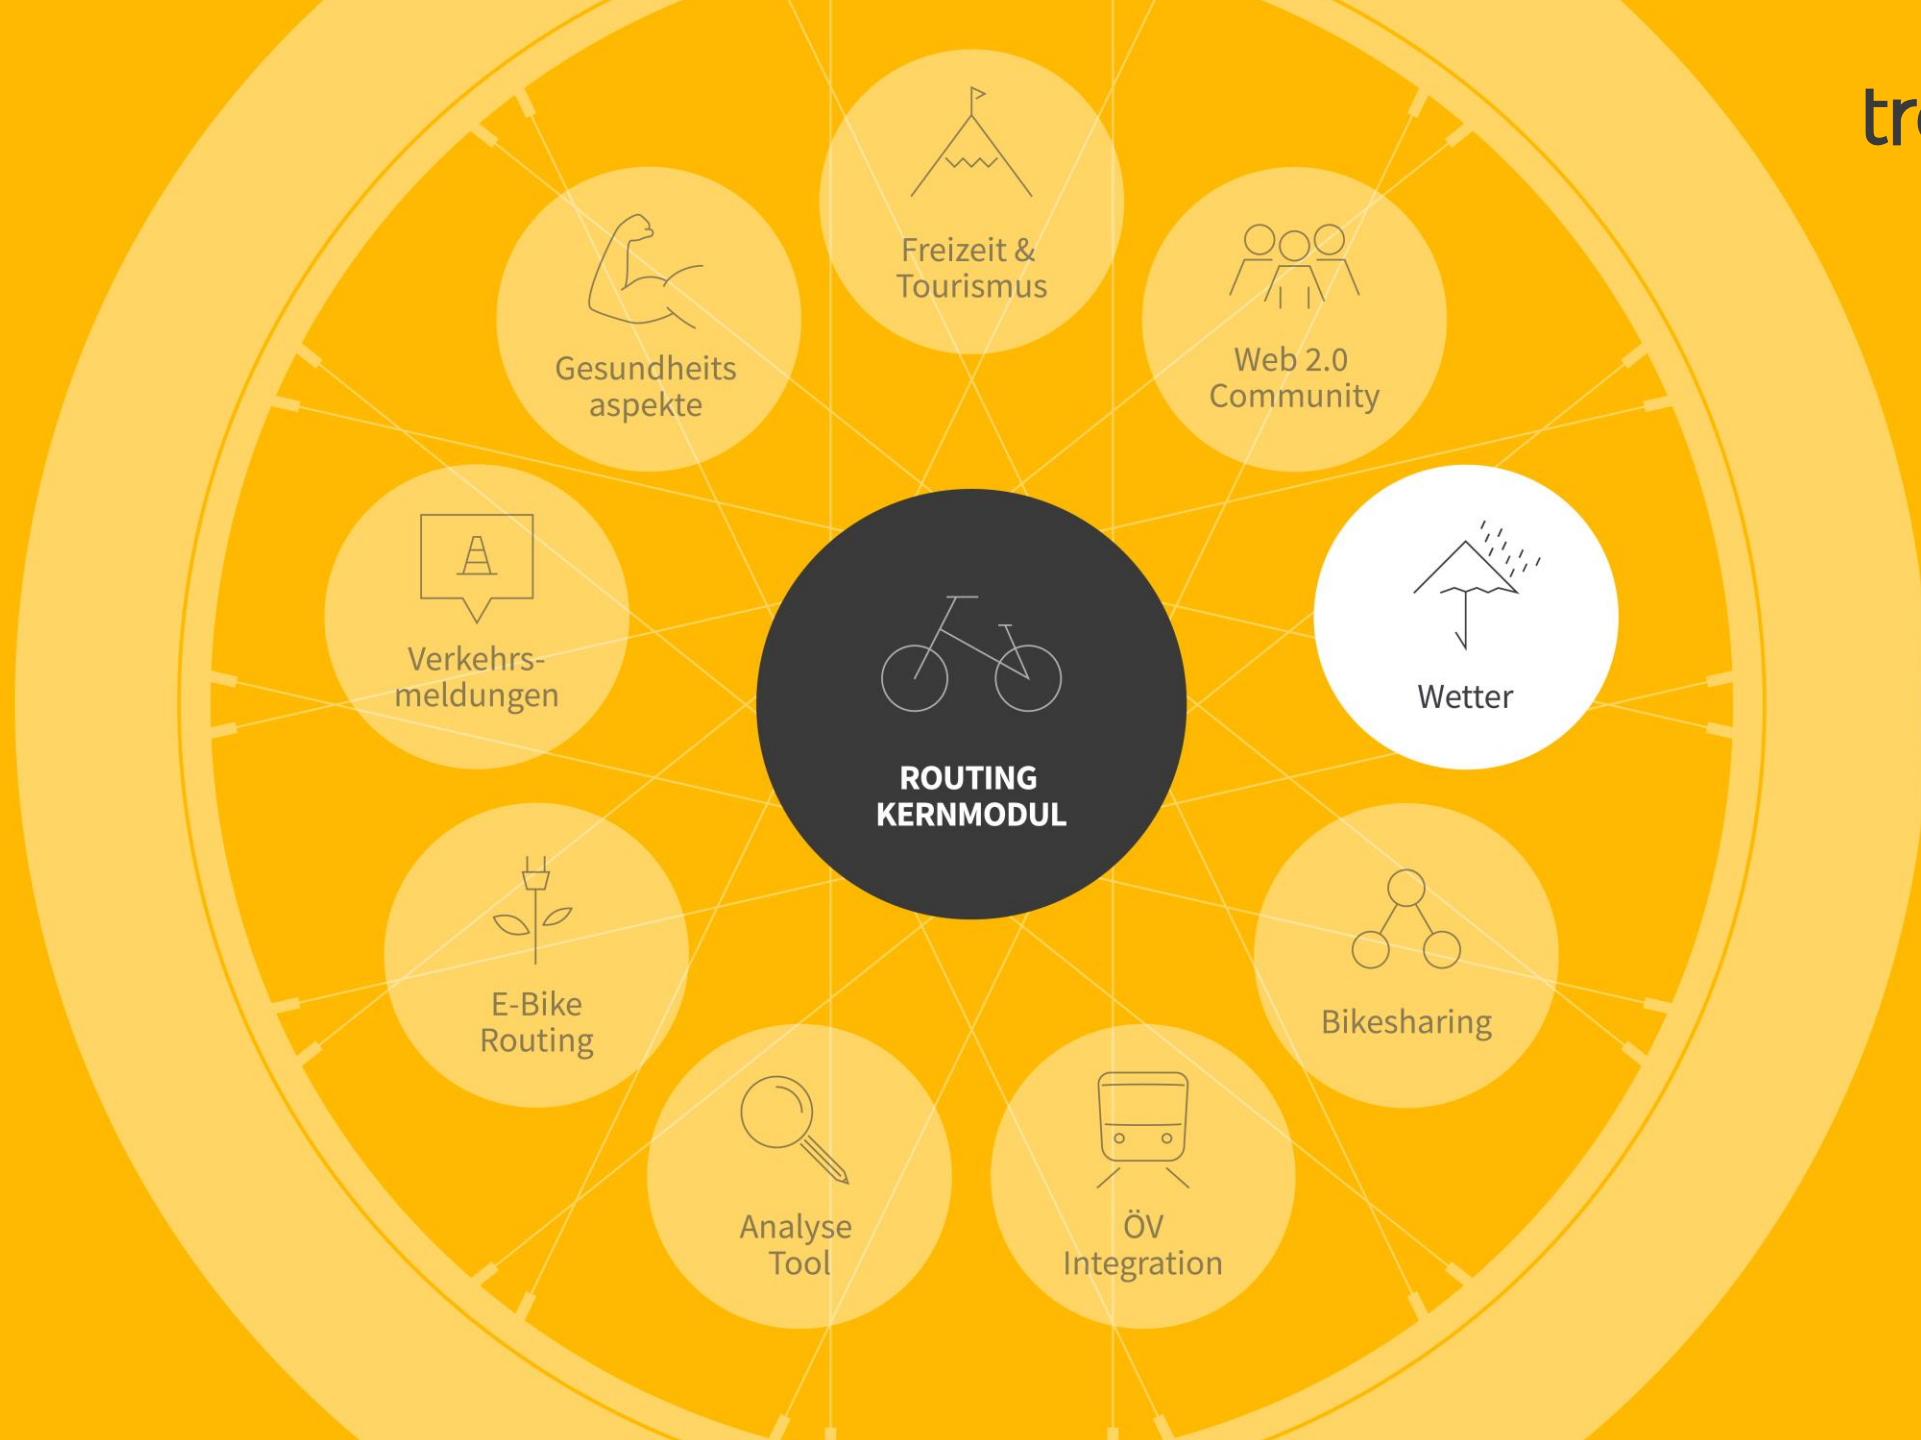 Freizeit &
Tourismus
Gesundheits
aspekte
Web 2.0
Community
Verkehrs-
meldungen
Wetter
ROUTING
KERNMODUL
E-Bike
Routing
Bikesharing
Analyse
Tool
ÖV
Integration